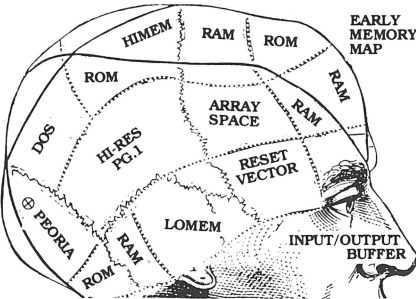 EARLY
MEMORY
MAP
HIMEM
RAM
ROM
ROM
RAM
DOS
HI-RES
PG.1
ARRAY
SPACE
RAM
RESET
VECTOR
PEORIA
RAM
LOMEM
ROM
INPUT/OUTPUT
BUFFER